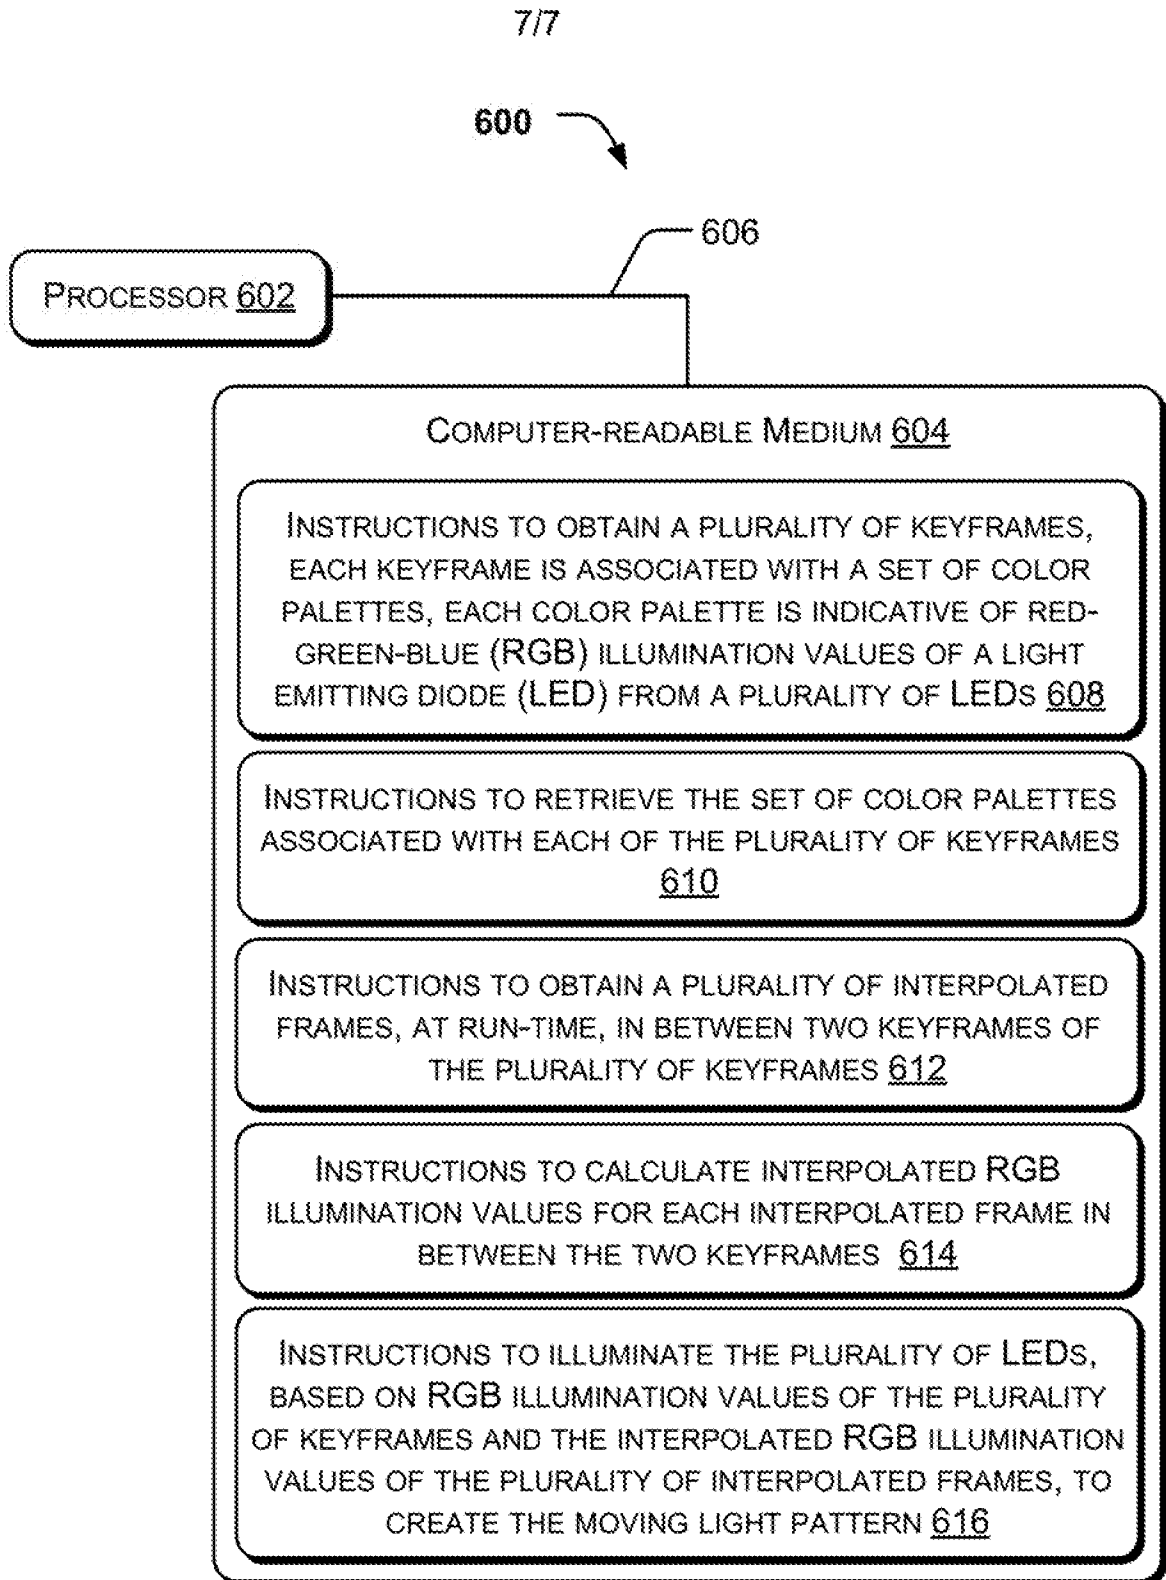 7/7
600
606
PROCESSOR 602
COMPUTER-READABLE MEDIUM 604
INSTRUCTIONS TO OBTAIN A PLURALITY OF KEYFRAMES,
EACH KEYFRAME IS ASSOCIATED WITH A SET OF COLOR
PALETTES, EACH COLOR PALETTE IS INDICATIVE OF RED-
GREEN-BLUE (RGB) ILLUMINATION VALUES OF A LIGHT
EMITTING DIODE (LED) FROM A PLURALITY OF LEDS 608
INSTRUCTIONS TO RETRIEVE THE SET OF COLOR PALETTES
ASSOCIATED WITH EACH OF THE PLURALITY OF KEYFRAMES
610
INSTRUCTIONS TO OBTAIN A PLURALITY OF INTERPOLATED
FRAMES, AT RUN-TIME, IN BETWEEN TWO KEYFRAMES OF
THE PLURALITY OF KEYFRAMES 612
INSTRUCTIONS TO CALCULATE INTERPOLATED RGB
ILLUMINATION VALUES FOR EACH INTERPOLATED FRAME IN
BETWEEN THE TWO KEYFRAMES 614
INSTRUCTIONS TO ILLUMINATE THE PLURALITY OF LEDS,
BASED ON RGB ILLUMINATION VALUES OF THE PLURALITY
OF KEYFRAMES AND THE INTERPOLATED RGB ILLUMINATION
VALUES OF THE PLURALITY OF INTERPOLATED FRAMES, TO
CREATE THE MOVING LIGHT PATTERN 616